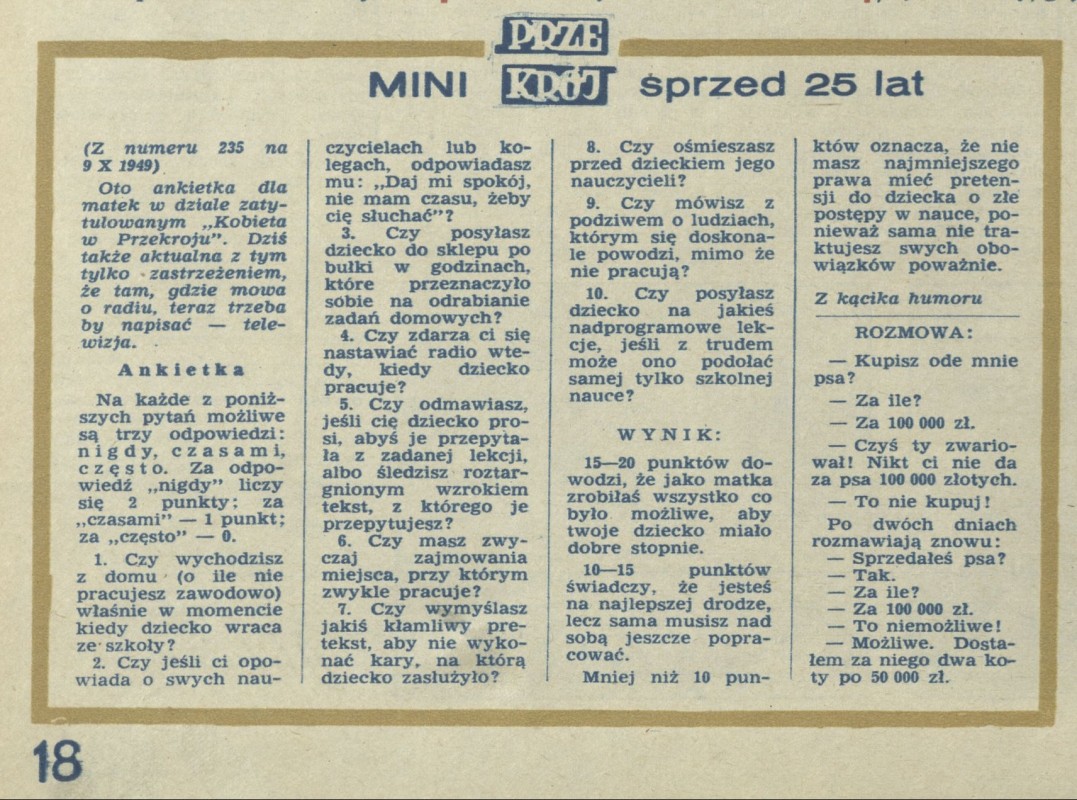 MINI PRZEKRÓJ sprzed 25 lat
(Z numeru 235 na
9 X 1949)
Oto ankietka dla
matek w dziale zaty-
tulowanym „Kobieta
w Przekroju”. Dziś
także aktualna z tym
tylko zastrzeżeniem,
że tam, gdzie mowa
o radiu, teraz trzeba
by napisać — tele-
wizja.
Ankietka
Na każde z poniż-
szych pytań możliwe
są trzy odpowiedzi:
nigdy, czasami,
często. Za odpo-
wiedź „nigdy” liczy
się 2 punkty; za
„czasami” — 1 punkt;
za „często” — 0.
1. Czy wychodzisz
z domu (o ile nie
pracujesz zawodowo)
właśnie w momencie
kiedy dziecko wraca
ze szkoły?
2. Czy jeśli ci opo-
wiada o swych nau-
czycielach lub ko-
legach, odpowiadasz
mu: „Daj mi spokój,
nie mam czasu, żeby
cię słuchać”?
3. Czy posyłasz
dziecko do sklepu po
bułki w godzinach,
które przeznaczyło
sobie na odrabianie
zadań domowych?
4. Czy zdarza ci się
nastawiać radio wte-
dy, kiedy dziecko
pracuje?
5. Czy odmawiasz,
jeśli cię dziecko pro-
si, abyś je przepyta-
ła z zadanej lekcji,
albo śledzisz roztar-
gnionym wzrokiem
tekst, z którego je
przepytujesz?
6. Czy masz zwy-
czaj zajmowania
miejsca, przy którym
zwykle pracuje?
7. Czy wymyślasz
jakiś kłamliwy pre-
tekst, aby nie wyko-
nać kary, na którą
dziecko zasłużyło?
8. Czy ośmieszasz
przed dzieckiem jego
nauczycieli?
9. Czy mówisz z
podziwem o ludziach,
którym się doskona-
le powodzi, mimo że
nie pracują?
10. Czy posyłasz
dziecko na jakieś
nadprogramowe lek-
cje, jeśli z trudem
może ono podołać
samej tylko szkolnej
nauce?
WYNIK:
15—20 punktów do-
wodzi, że jako matka
zrobiłaś wszystko co
było możliwe, aby
twoje dziecko miało
dobre stopnie.
10—15 punktów
świadczy, że jesteś
na najlepszej drodze,
lecz sama musisz nad
sobą jeszcze popra-
cować.
Mniej niż 10 pun-
któw oznacza, że nie
masz najmniejszego
prawa mieć preten-
sji do dziecka o złe
postępy w nauce, po-
nieważ sama nie tra-
ktujesz swych obo-
wiązków poważnie.
Z kącika humoru
ROZMOWA:
— Kupisz ode mnie
psa?
— Za ile?
— Za 100 000 zł.
— Czyś ty zwario-
wał! Nikt ci nie da
za psa 100 000 złotych.
— To nie kupuj!
Po dwóch dniach
rozmawiają znowu:
— Sprzedałeś psa?
— Tak.
— Za ile?
— Za 100 000 zł.
— To niemożliwe!
— Możliwe. Dosta-
łem za niego dwa ko-
ty po 50 000 zł.
18